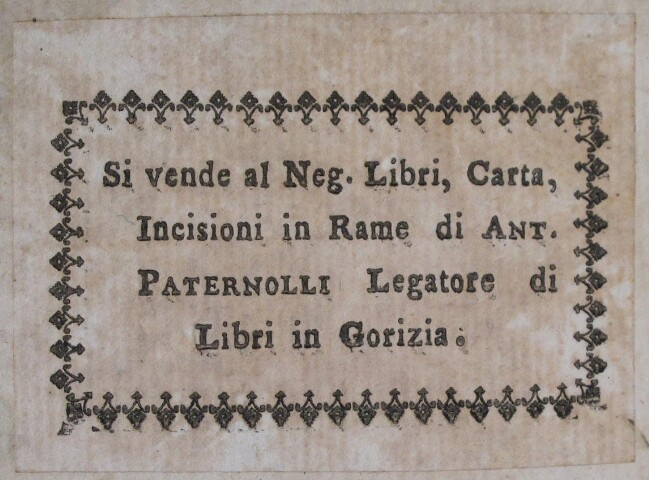 Si vende al Neg. Libri, Carta,
Incisioni in Rame di ANT.
PATERNOLLI Legatore di
Libri in Gorizia.